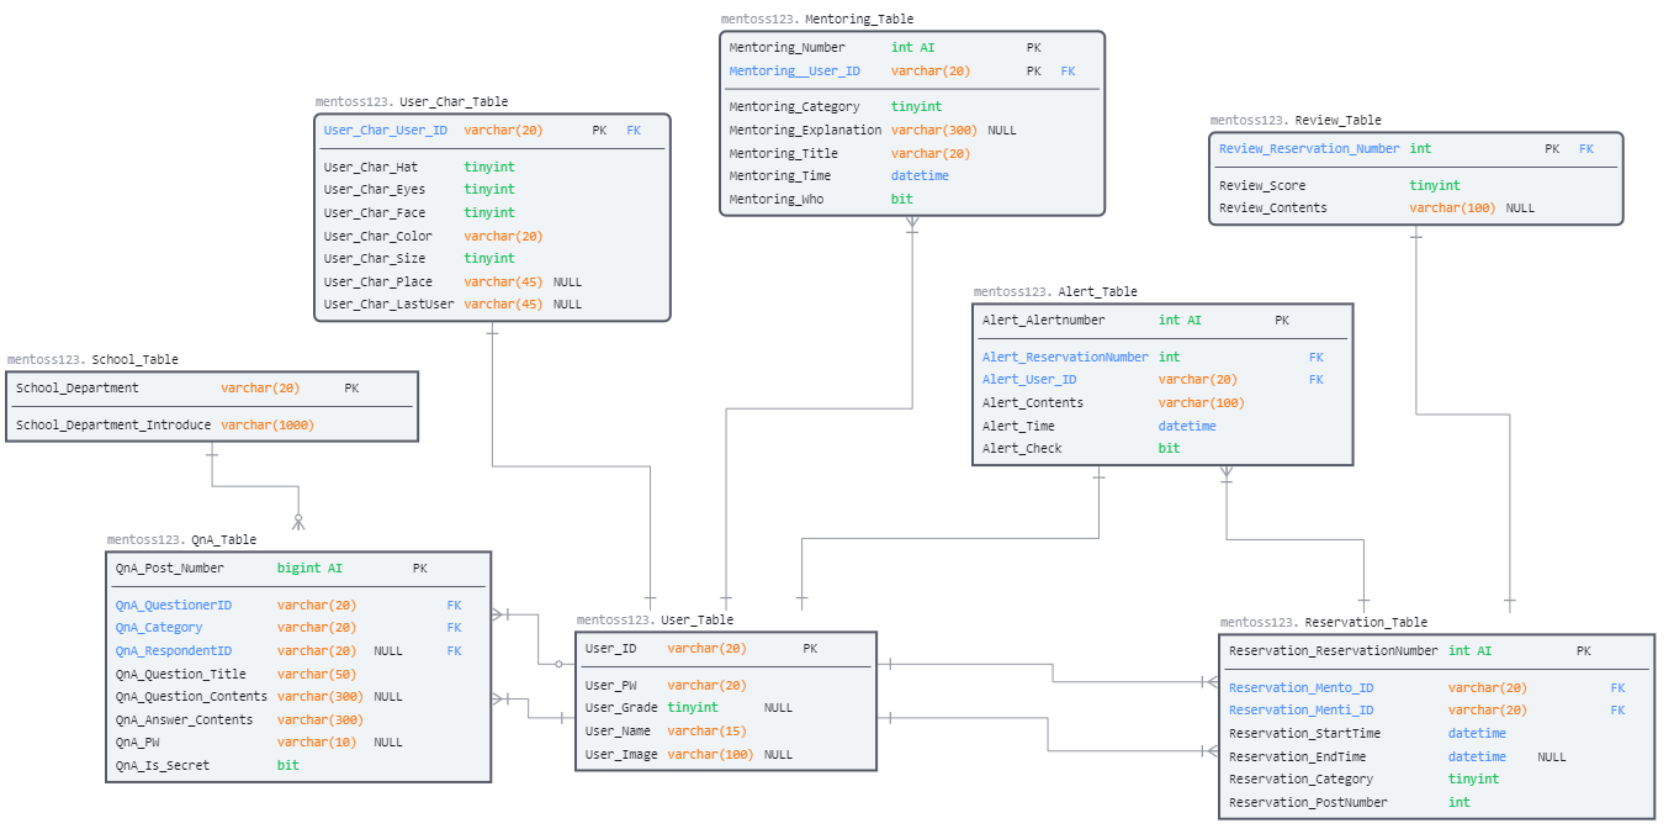 mentoss123. Mentoring_Table
Mentoring_Number int AI PK
Mentoring__User_ID varchar(20) PK FK
Mentoring_Category tinyint
Mentoring_Explanation varchar(300) NULL
Mentoring_Title varchar(20)
Mentoring_Time datetime
Mentoring_Who bit
mentoss123. User_Char_Table
User_Char_User_ID varchar(20) PK FK
User_Char_Hat tinyint
User_Char_Eyes tinyint
User_Char_Face tinyint
User_Char_Color varchar(20)
User_Char_Size tinyint
User_Char_Place varchar(45) NULL
User_Char_LastUser varchar(45) NULL
mentoss123. Review_Table
Review_Reservation_Number int PK FK
Review_Score tinyint
Review_Contents varchar(100) NULL
mentoss123. Alert_Table
Alert_Alertnumber int AI PK
Alert_ReservationNumber int FK
Alert_User_ID varchar(20) FK
Alert_Contents varchar(100)
Alert_Time datetime
Alert_Check bit
mentoss123. School_Table
School_Department varchar(20) PK
School_Department_Introduce varchar(1000)
mentoss123. QnA_Table
QnA_Post_Number bigint AI PK
QnA_QuestionerID varchar(20) FK
QnA_Category varchar(20) FK
QnA_RespondentID varchar(20) NULL FK
QnA_Question_Title varchar(50)
QnA_Question_Contents varchar(300) NULL
QnA_Answer_Contents varchar(300)
QnA_PW varchar(10) NULL
QnA_Is_Secret bit
mentoss123. User_Table
User_ID varchar(20) PK
User_PW varchar(20)
User_Grade tinyint NULL
User_Name varchar(15)
User_Image varchar(100) NULL
mentoss123. Reservation_Table
Reservation_ReservationNumber int AI PK
Reservation_Mento_ID varchar(20) FK
Reservation_Menti_ID varchar(20) FK
Reservation_StartTime datetime
Reservation_EndTime datetime NULL
Reservation_Category tinyint
Reservation_PostNumber int